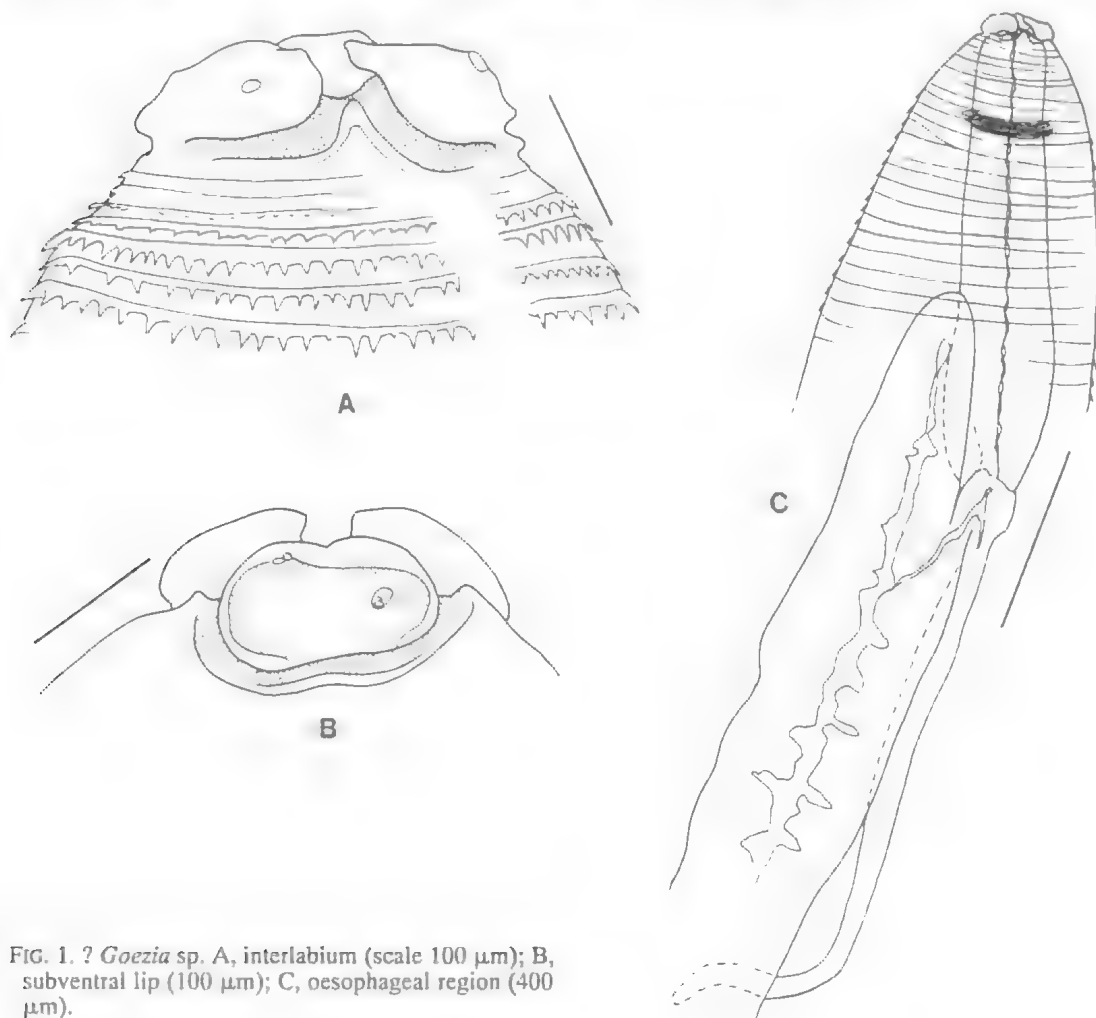 A
B
C
FIG. 1. ? Goezia sp. A, interlabium (scale 100 μm); B,
subventral lip (100 μm); C, oesophageal region (400
μm).